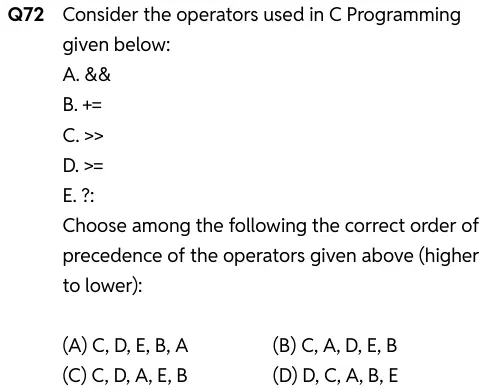 Q72 Consider the operators used in C Programming
given below:
A. &&
B. +=
C. >>
D. >=
E. ?:
Choose among the following the correct order of
precedence of the operators given above (higher
to lower):
(A) C, D, E, B, A (B) C, A, D, E, B
(C) C, D, A, E, B (D) D, C, A, B, E